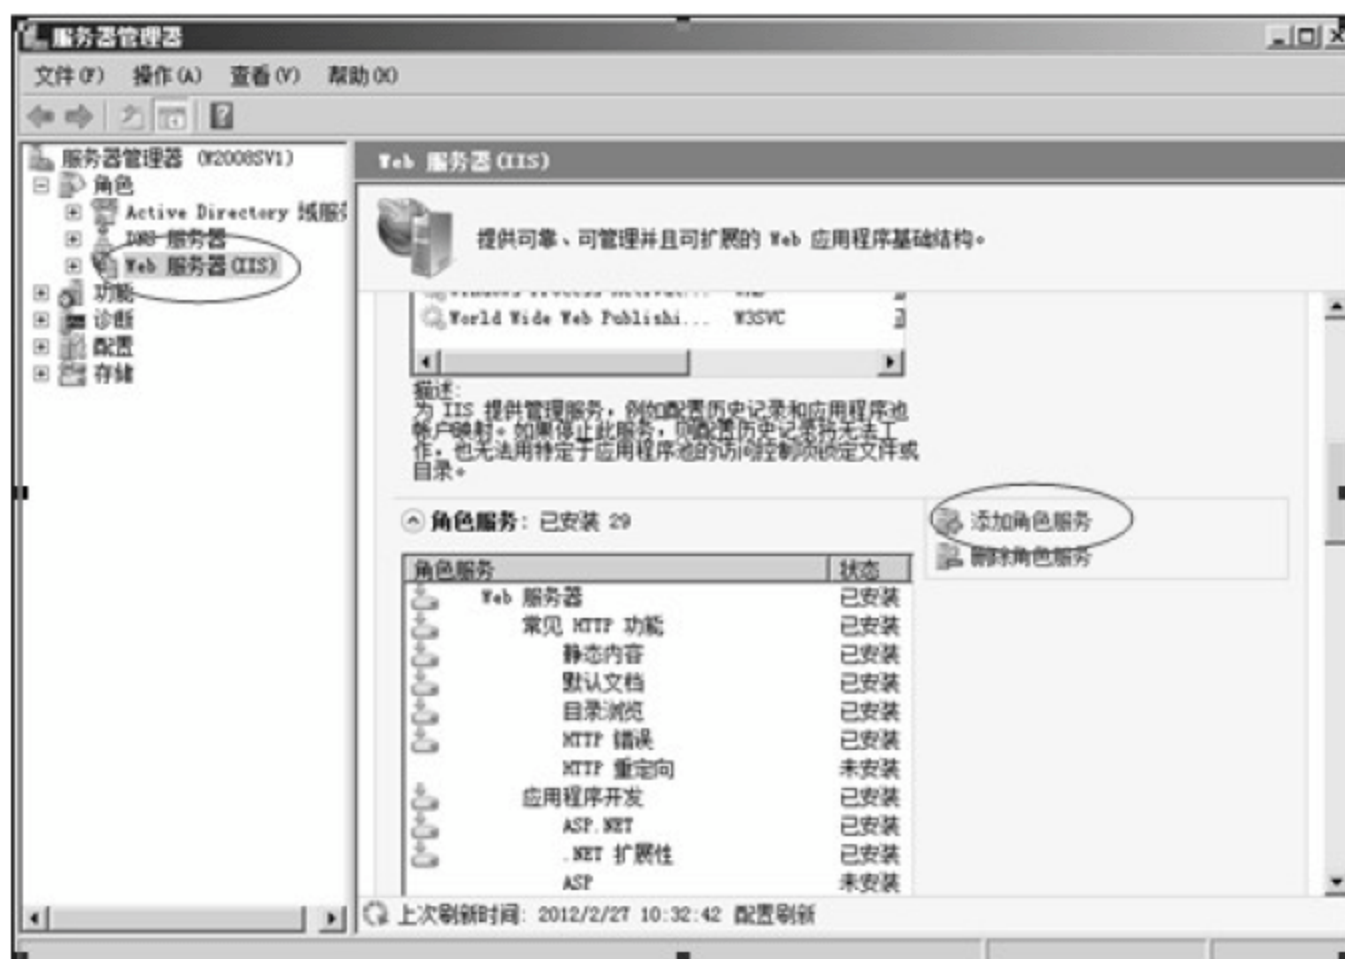 服务器管理器
文件(F) 操作(A) 查看(V) 帮助(H)
服务器管理器 (W2008SV1)
角色
Active Directory 域服务
DNS 服务器
Web 服务器(IIS)
功能
诊断
配置
存储
Web 服务器(IIS)
提供可靠、可管理并且可扩展的 Web 应用程序基础结构。
Windows Process Activat... WAS
World Wide Web Publishi... W3SVC
描述:
为 IIS 提供管理服务，例如配置历史记录和应用程序池
帐户映射。如果停止此服务，则配置历史记录将无法工
作，也无法用特定于应用程序池的访问控制项锁定文件或
目录。
角色服务: 已安装 29
添加角色服务
删除角色服务
角色服务 状态
Web 服务器 已安装
常见 HTTP 功能 已安装
静态内容 已安装
默认文档 已安装
目录浏览 已安装
HTTP 错误 已安装
HTTP 重定向 未安装
应用程序开发 已安装
ASP.NET 已安装
.NET 扩展性 已安装
ASP 未安装
上次刷新时间: 2012/2/27 10:32:42 配置刷新